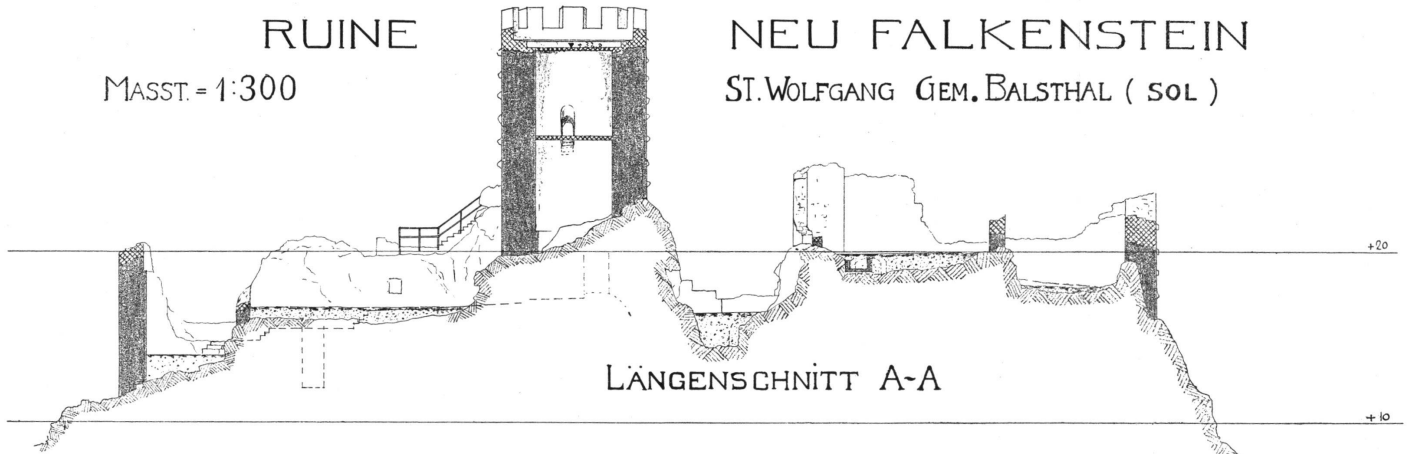 RUINE NEU FALKENSTEIN
MASST. = 1:300
ST. WOLFGANG GEM. BALSTHAL ( SOL )
+20
LÄNGENSCHNITT A-A
+10